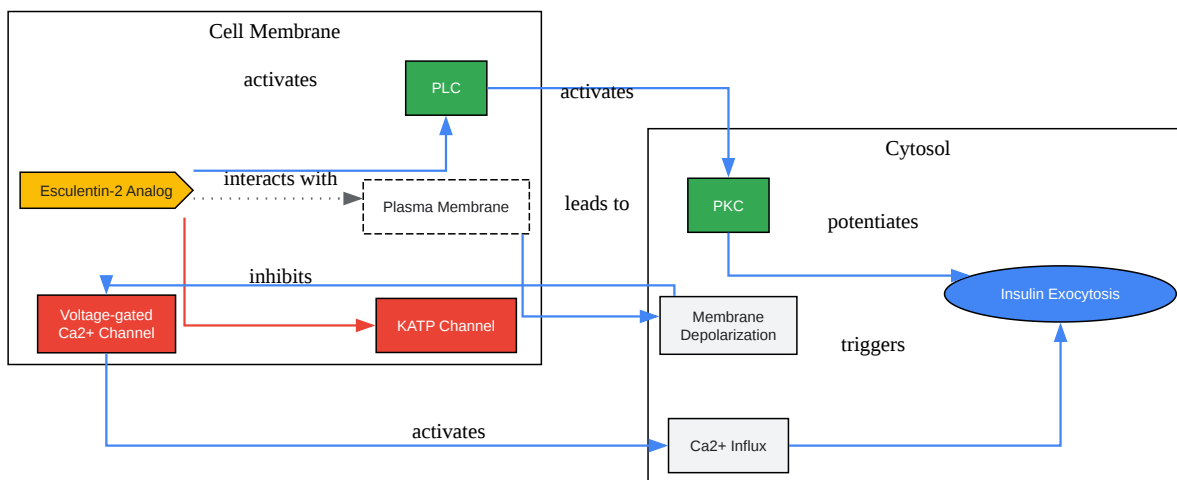 Cell Membrane
activates
PLC
activates
Cytosol
Esculentin-2 Analog
interacts with
Plasma Membrane
leads to
PKC
potentiates
inhibits
Insulin Exocytosis
Voltage-gated
Ca2+ Channel
KATP Channel
Membrane
Depolarization
triggers
activates
Ca2+ Influx